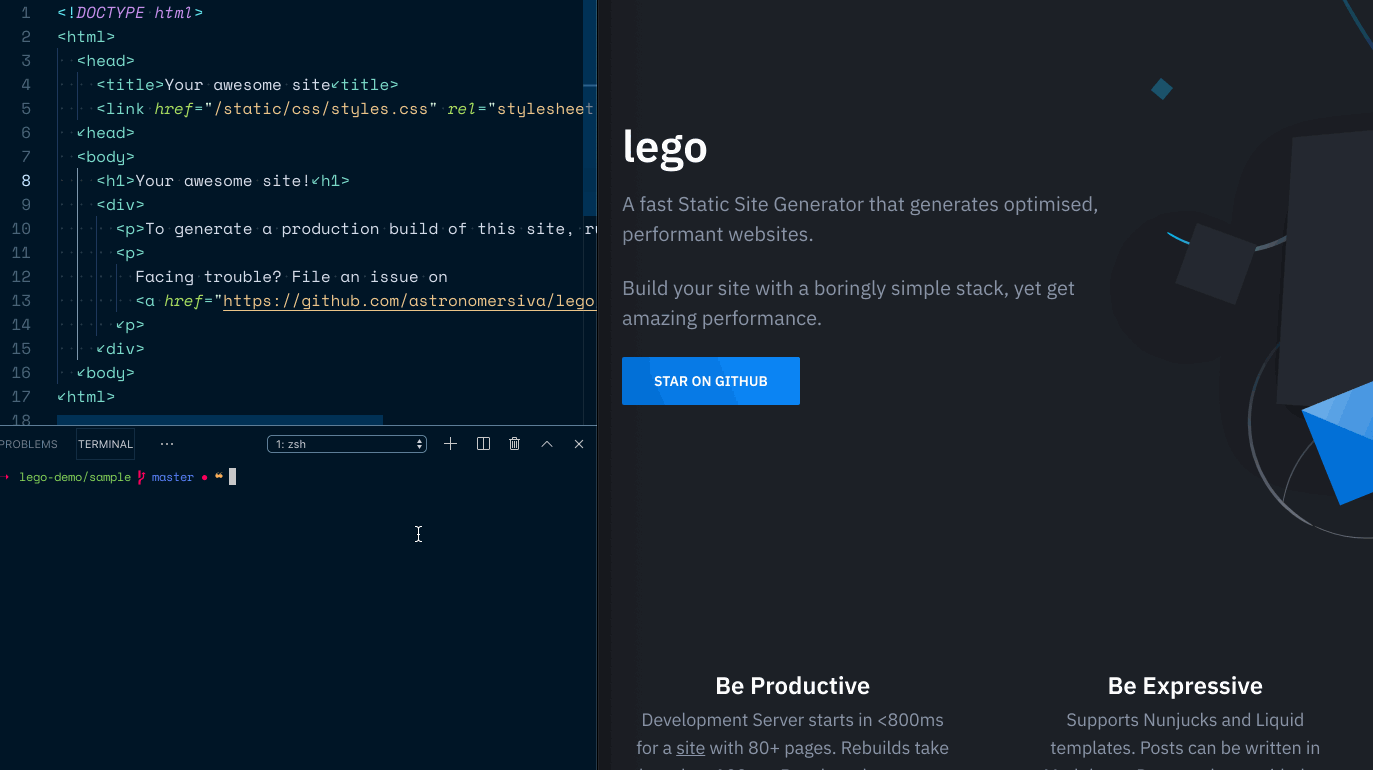 1 <!DOCTYPE html>
2 <html>
3 <head>
4 <title>Your awesome site</title>
5 <link href="/static/css/styles.css" rel="stylesheet
6 </head>
7 <body>
8 <h1>Your awesome site!</h1>
9 <div>
10 <p>To generate a production build of this site, ru
11 <p>
12 Facing trouble? File an issue on
13 <a href="https://github.com/astronomersiva/lego
14 </p>
15 </div>
16 </body>
17 </html>
18
PROBLEMS TERMINAL ··· 1: zsh
lego-demo/sample master
lego
A fast Static Site Generator that generates optimised,
performant websites.
Build your site with a boringly simple stack, yet get
amazing performance.
STAR ON GITHUB
Be Productive
Development Server starts in <800ms
for a site with 80+ pages. Rebuilds take
Be Expressive
Supports Nunjucks and Liquid
templates. Posts can be written in